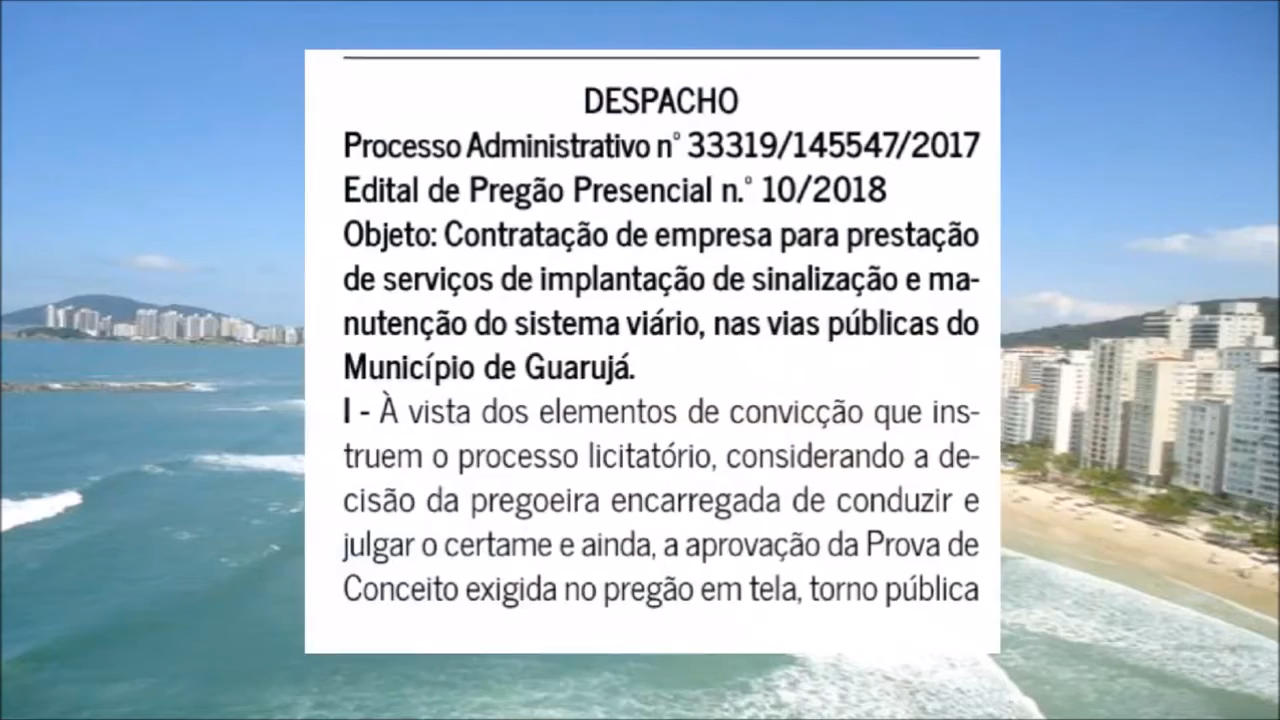 DESPACHO
Processo Administrativo n° 33319/145547/2017
Edital de Pregão Presencial n.° 10/2018
Objeto: Contratação de empresa para prestação
de serviços de implantação de sinalização e ma-
nutenção do sistema viário, nas vias públicas do
Município de Guarujá.
I - À vista dos elementos de convicção que ins-
truem o processo licitatório, considerando a de-
cisão da pregoeira encarregada de conduzir e
julgar o certame e ainda, a aprovação da Prova de
Conceito exigida no pregão em tela, torno pública